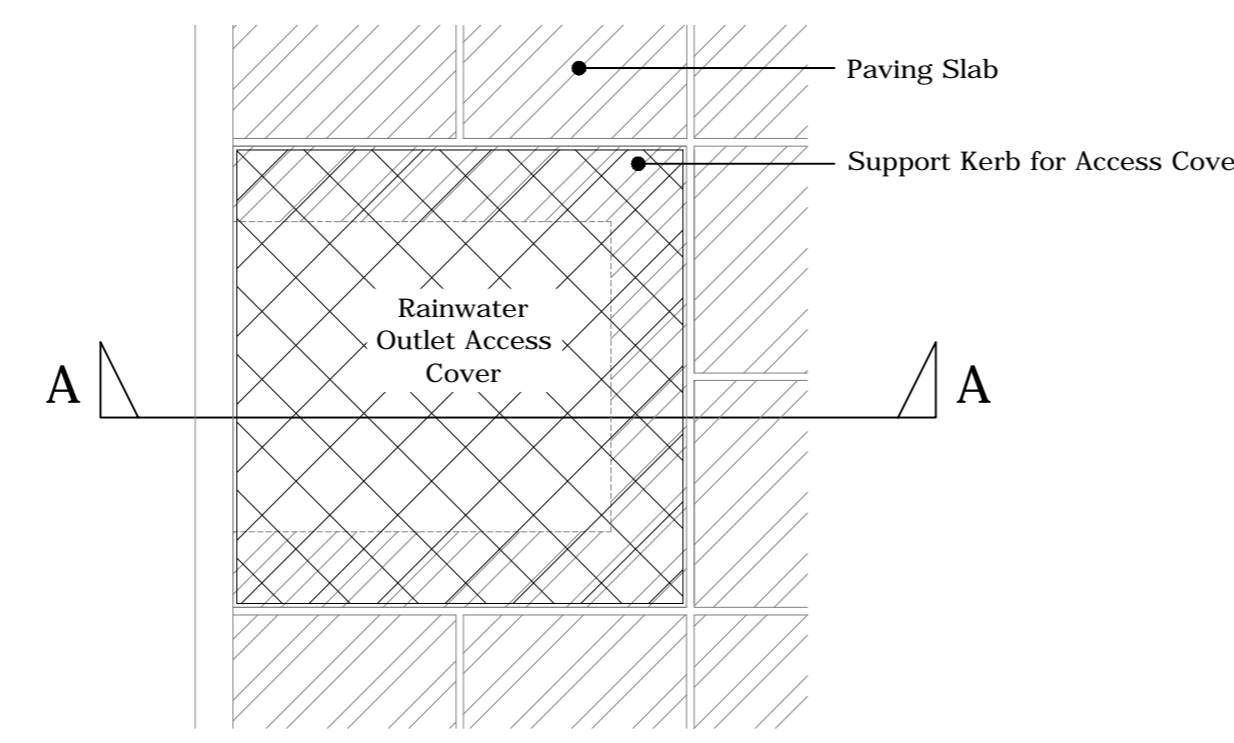 Paving Slab
Support Kerb for Access Cove
Rainwater
Outlet Access
Cover
A
A